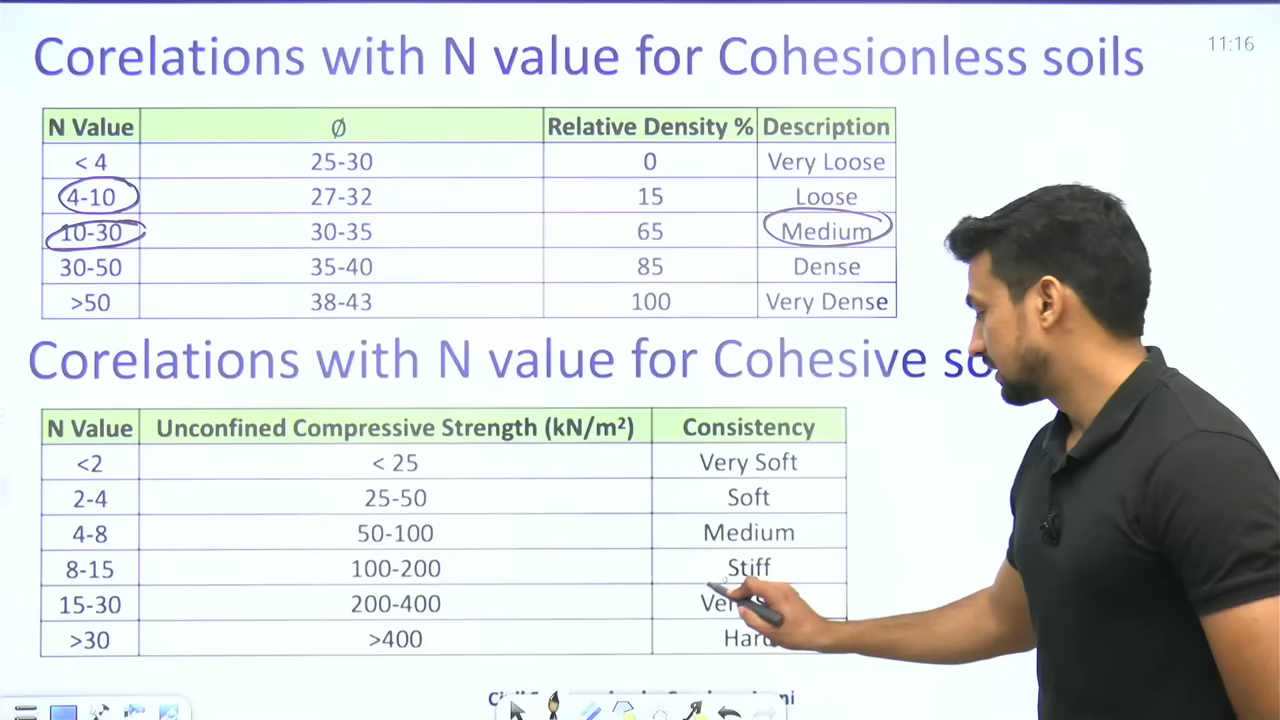 Corelations with N value for Cohesionless soils
11:16
N Value Ø Relative Density % Description
< 4 25-30 0 Very Loose
4-10 27-32 15 Loose
10-30 30-35 65 Medium
30-50 35-40 85 Dense
>50 38-43 100 Very Dense
Corelations with N value for Cohesive
N Value Unconfined Compressive Strength (kN/m²) Consistency
<2 < 25 Very Soft
2-4 25-50 Soft
4-8 50-100 Medium
8-15 100-200 Stiff
15-30 200-400
>30 >400